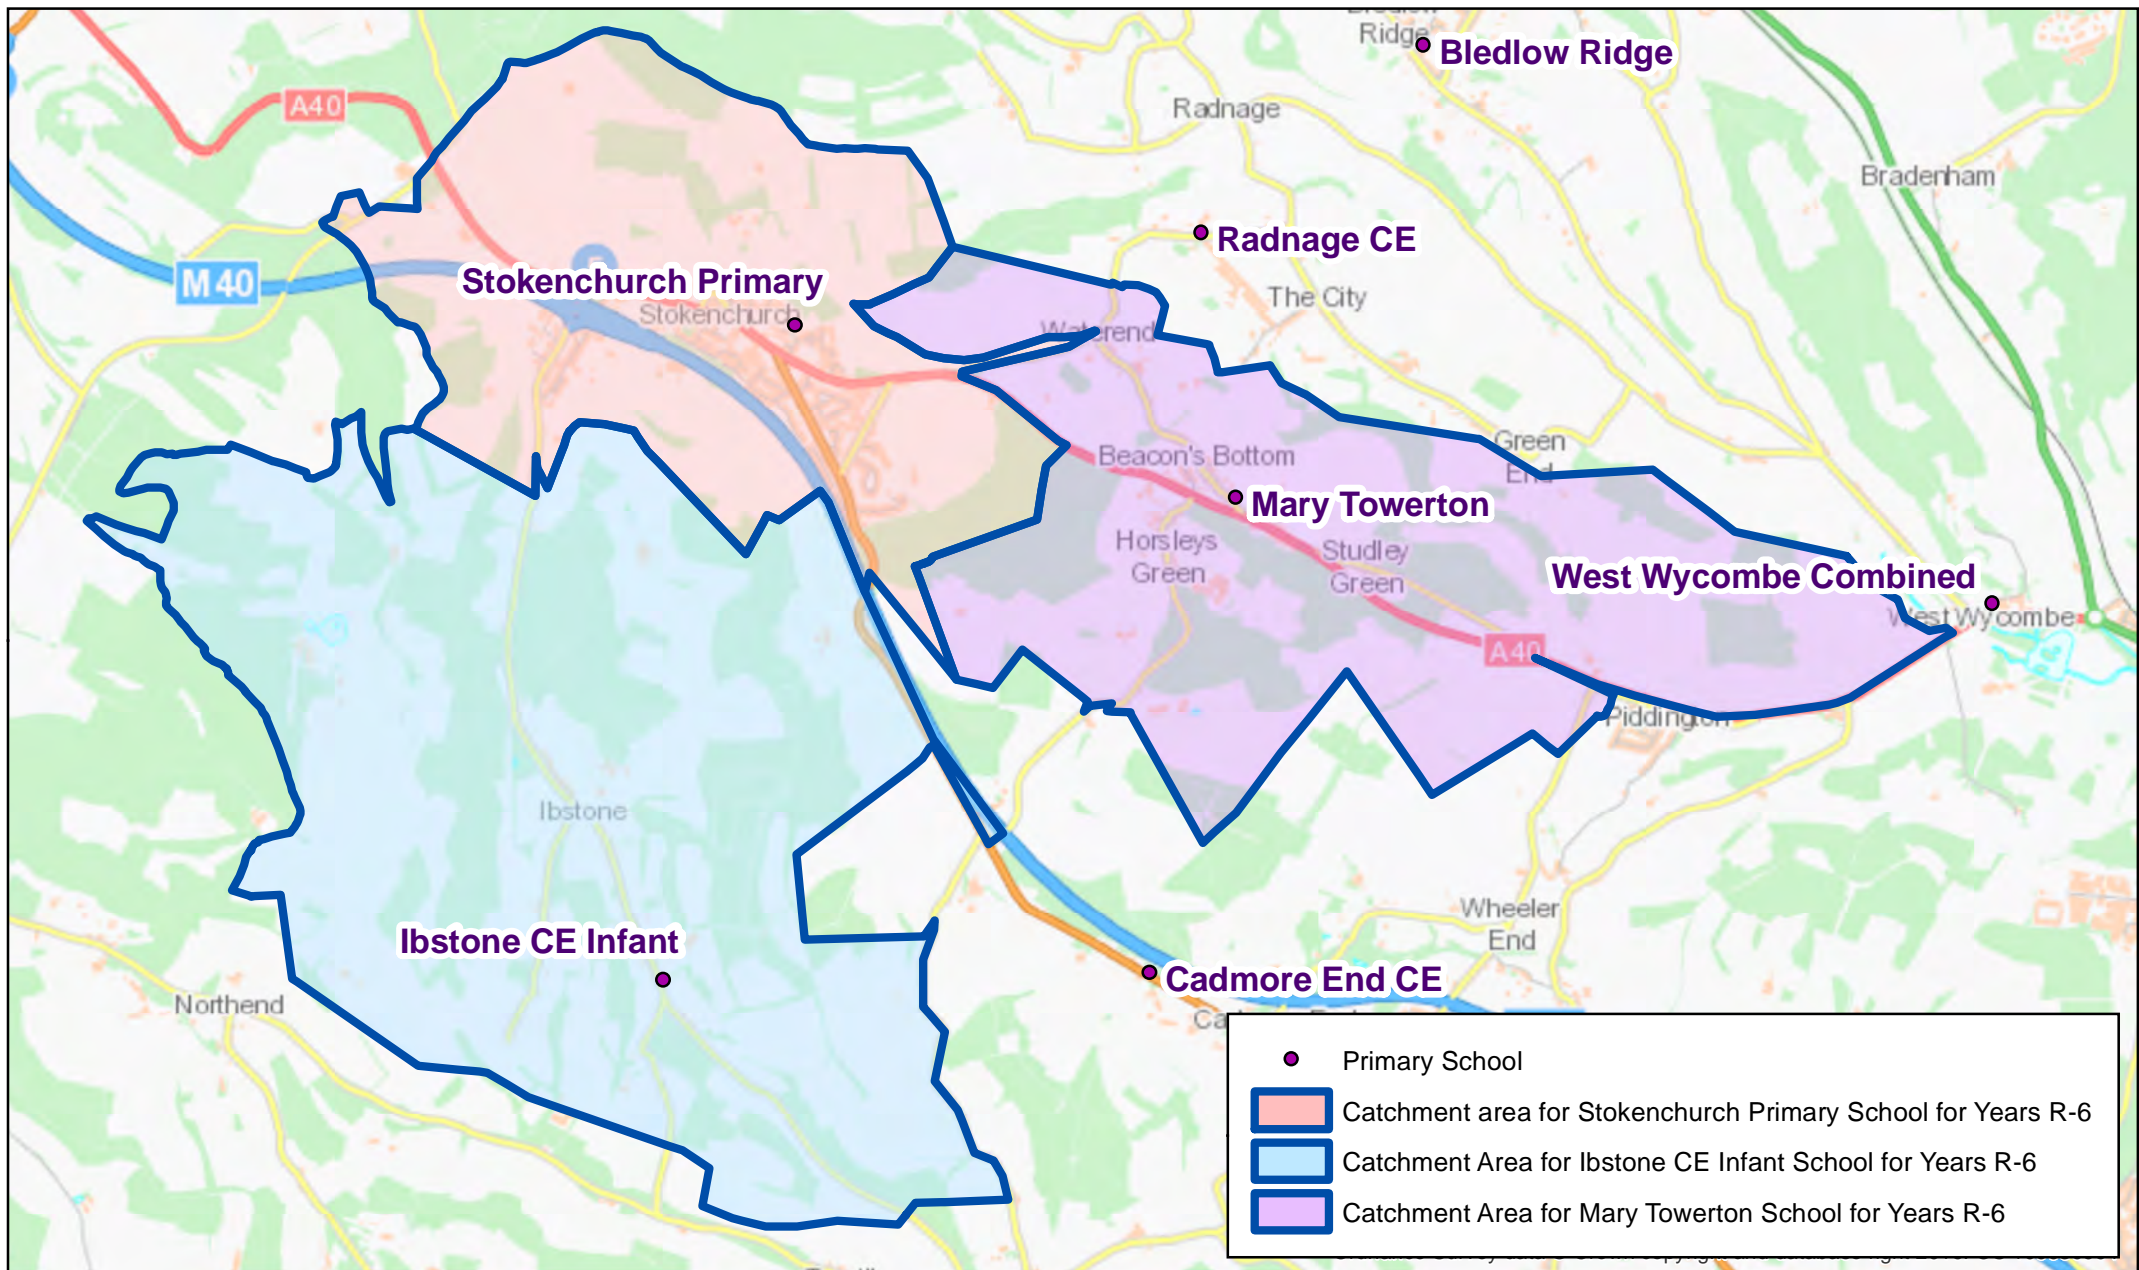 Ridge
Bledlow Ridge
A40
Radnage
Bradenham
Radnage CE
M40
Stokenchurch Primary
The City
Stokenchurch
Waterend
Green
End
Beacon's Bottom
Mary Towerton
Horsleys
Green
Studley
Green
West Wycombe Combined
West Wycombe
A40
Piddington
Ibstone
Wheeler
End
Ibstone CE Infant
Cadmore End CE
Northend
Primary School
Catchment area for Stokenchurch Primary School for Years R-6
Catchment Area for Ibstone CE Infant School for Years R-6
Catchment Area for Mary Towerton School for Years R-6